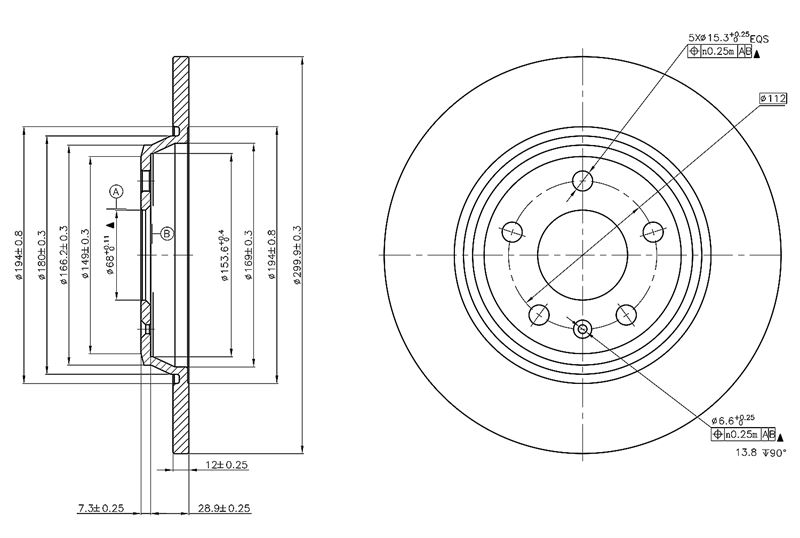 5Xø15.3+0.25 0 EQS
⌖ n0.25m A B ▲
ø112
A
B
ø194±0.8
ø180±0.3
ø166.2±0.3
ø149±0.3
ø68+0.11 0 ▲
ø153.6+0.4 0
ø169±0.3
ø194±0.8
ø299.9±0.3
ø6.6+0.25 0
⌖ n0.25m A B ▲
13.8 ⌵90°
12±0.25
7.3±0.25
28.9±0.25